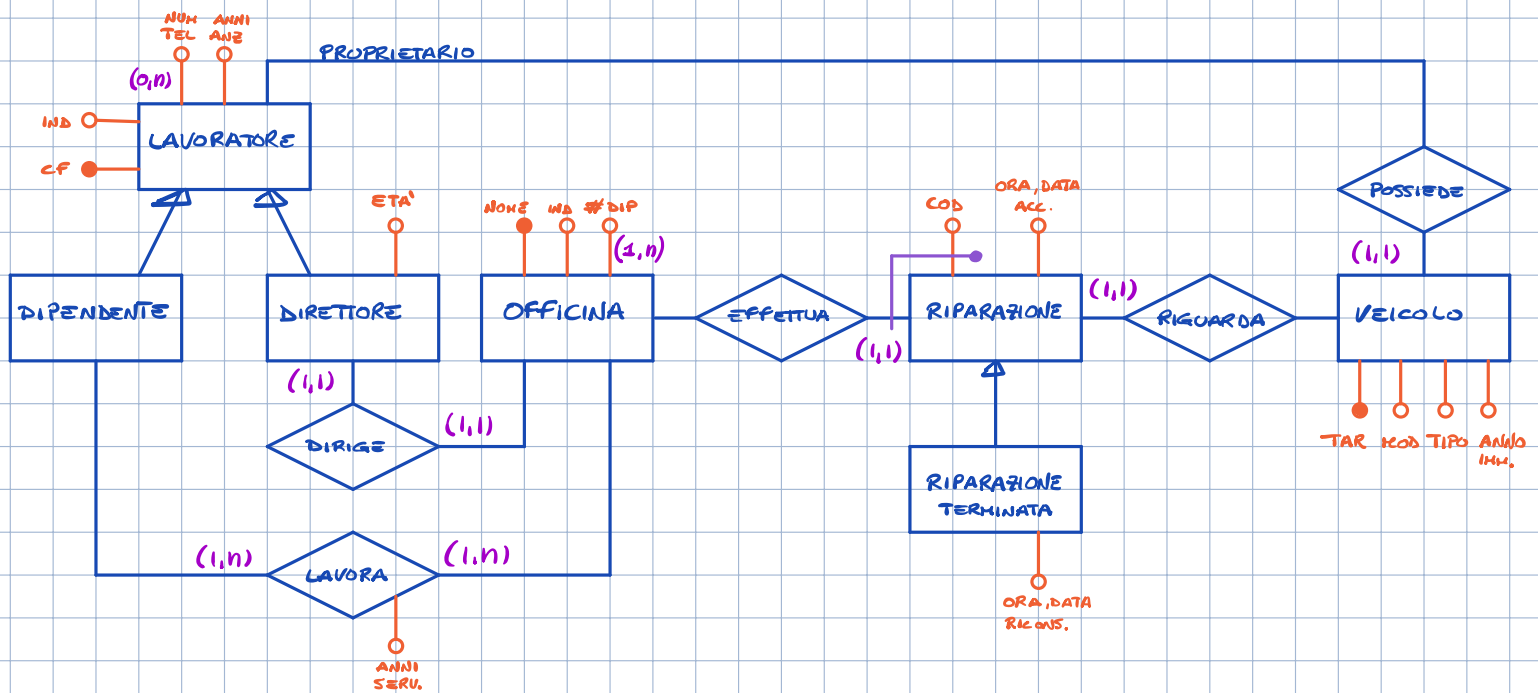 NUM
TEL
ANNI
ANZ
PROPRIETARIO
(0,n)
IND
LAVORATORE
CF
POSSIEDE
ETA'
NOME
IND
# DIP
(1,n)
COD
ORA, DATA
ACC.
(1,1)
DIPENDENTE
DIRETTORE
OFFICINA
EFFETTUA
RIPARAZIONE
(1,1)
RIGUARDA
VEICOLO
(1,1)
(1,1)
(1,1)
DIRIGE
TAR
MOD
TIPO
ANNO
IMM.
RIPARAZIONE
TERMINATA
(1,n)
(1,n)
LAVORA
ORA, DATA
RICONS.
ANNI
SERV.